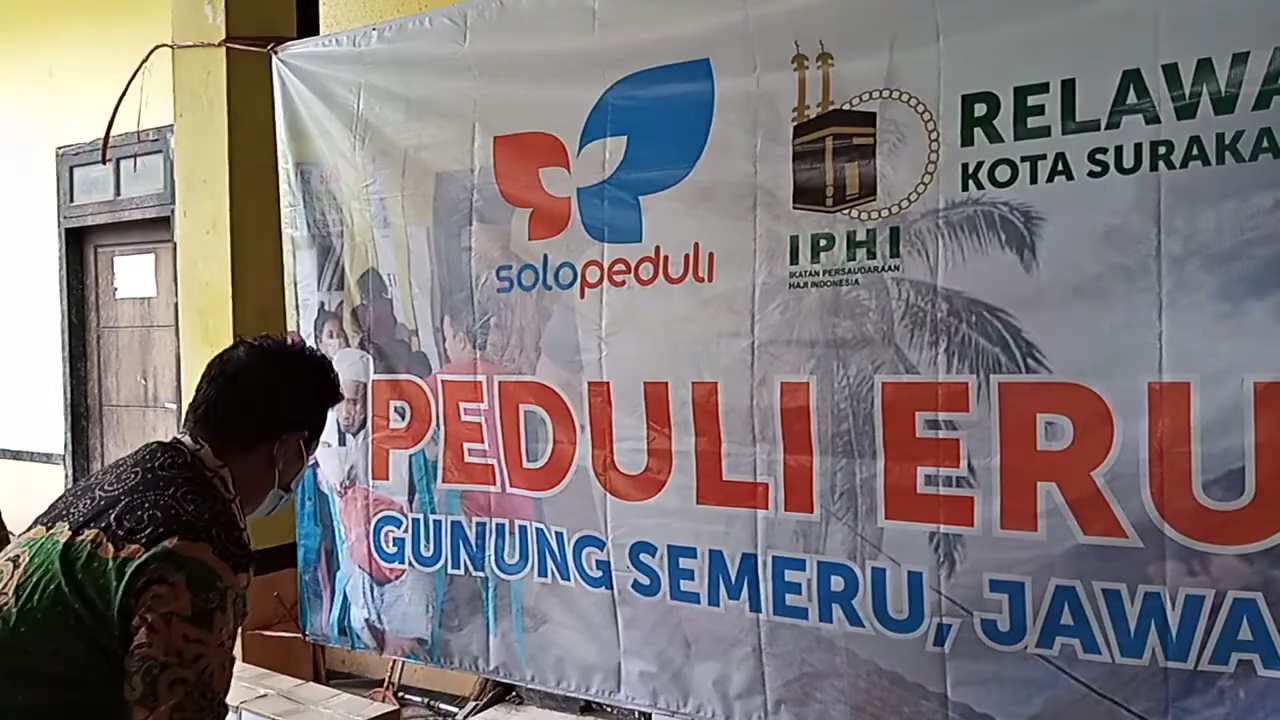 solopeduli
IPHI
IKATAN PERSAUDARAAN
HAJI INDONESIA
RELAWA
KOTA SURAKA
PEDULI ERU
GUNUNG SEMERU, JAWA